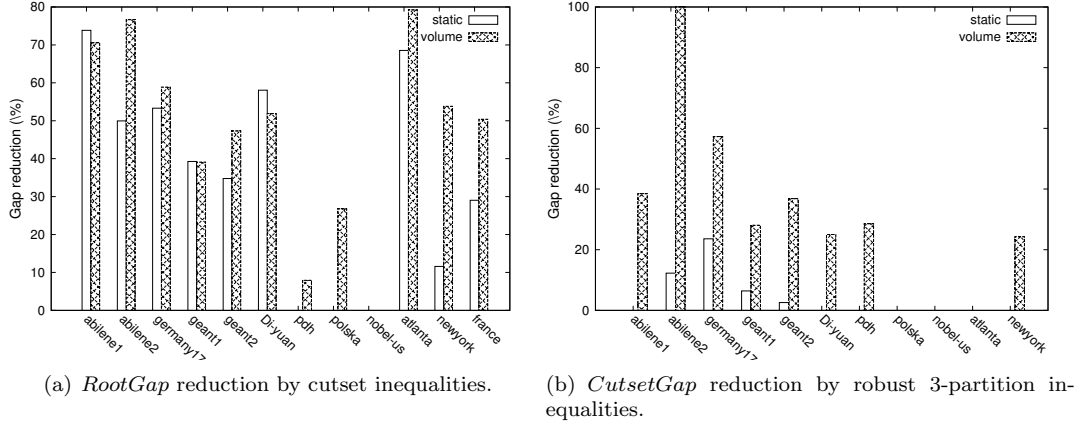 80
70
60
50
40
30
20
10
0
Gap reduction (\%)
static
volume
abilene1
abilene2
germany17
geant1
geant2
Di-yuan
pdh
polska
nobel-us
atlanta
newyork
france
(a) RootGap reduction by cutset inequalities.
100
80
60
40
20
0
Gap reduction (\%)
static
volume
abilene1
abilene2
germany17
geant1
geant2
Di-yuan
pdh
polska
nobel-us
atlanta
newyork
(b) CutsetGap reduction by robust 3-partition in-
equalities.